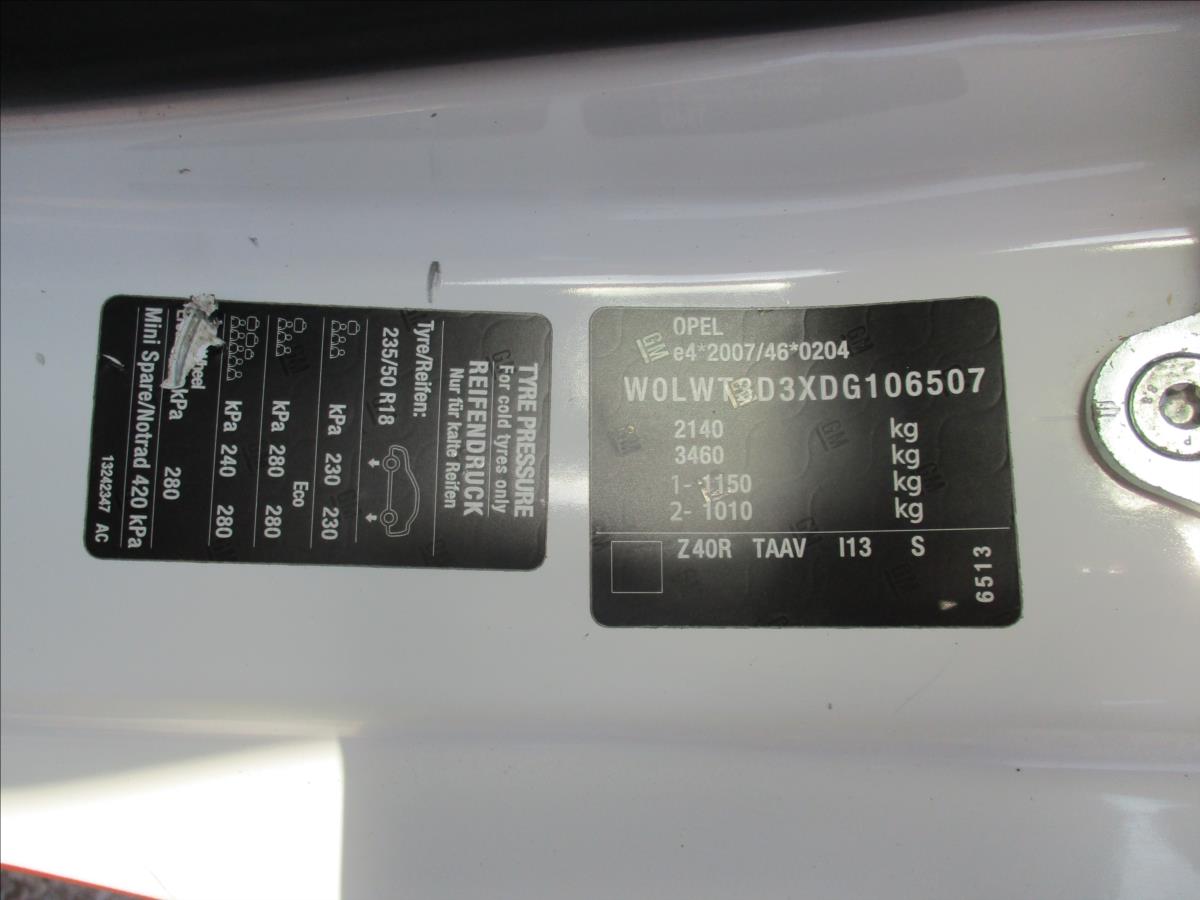 TYRE PRESSURE
For cold tyres only
REIFENDRUCK
Nur für kalte Reifen
Tyre/Reifen:
235/50 R18
kPa 230 230
Eco
kPa 280 280
kPa 240 280
kPa 280
Mini Spare/Notrad 420 kPa
13242347 AC
OPEL
e4*2007/46*0204
W0LWT8D3XDG106507
2140 kg
3460 kg
1- 1150 kg
2- 1010 kg
Z40R TAAV I13 S
6513
GM